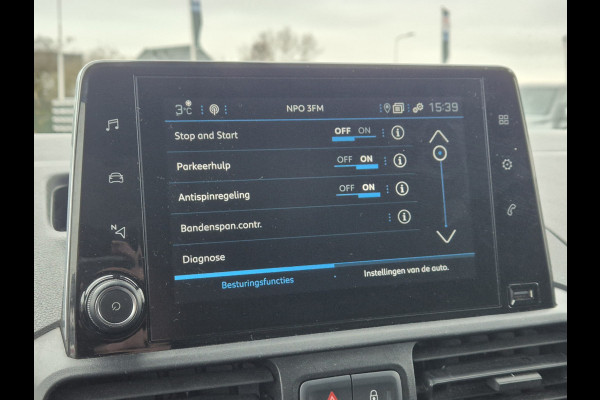 3°C NPO 3FM 15:39
Stop and Start OFF ON
Parkeerhulp OFF ON
Antispinregeling OFF ON
Bandenspan.contr.
Diagnose
Besturingsfuncties Instellingen van de auto.
N